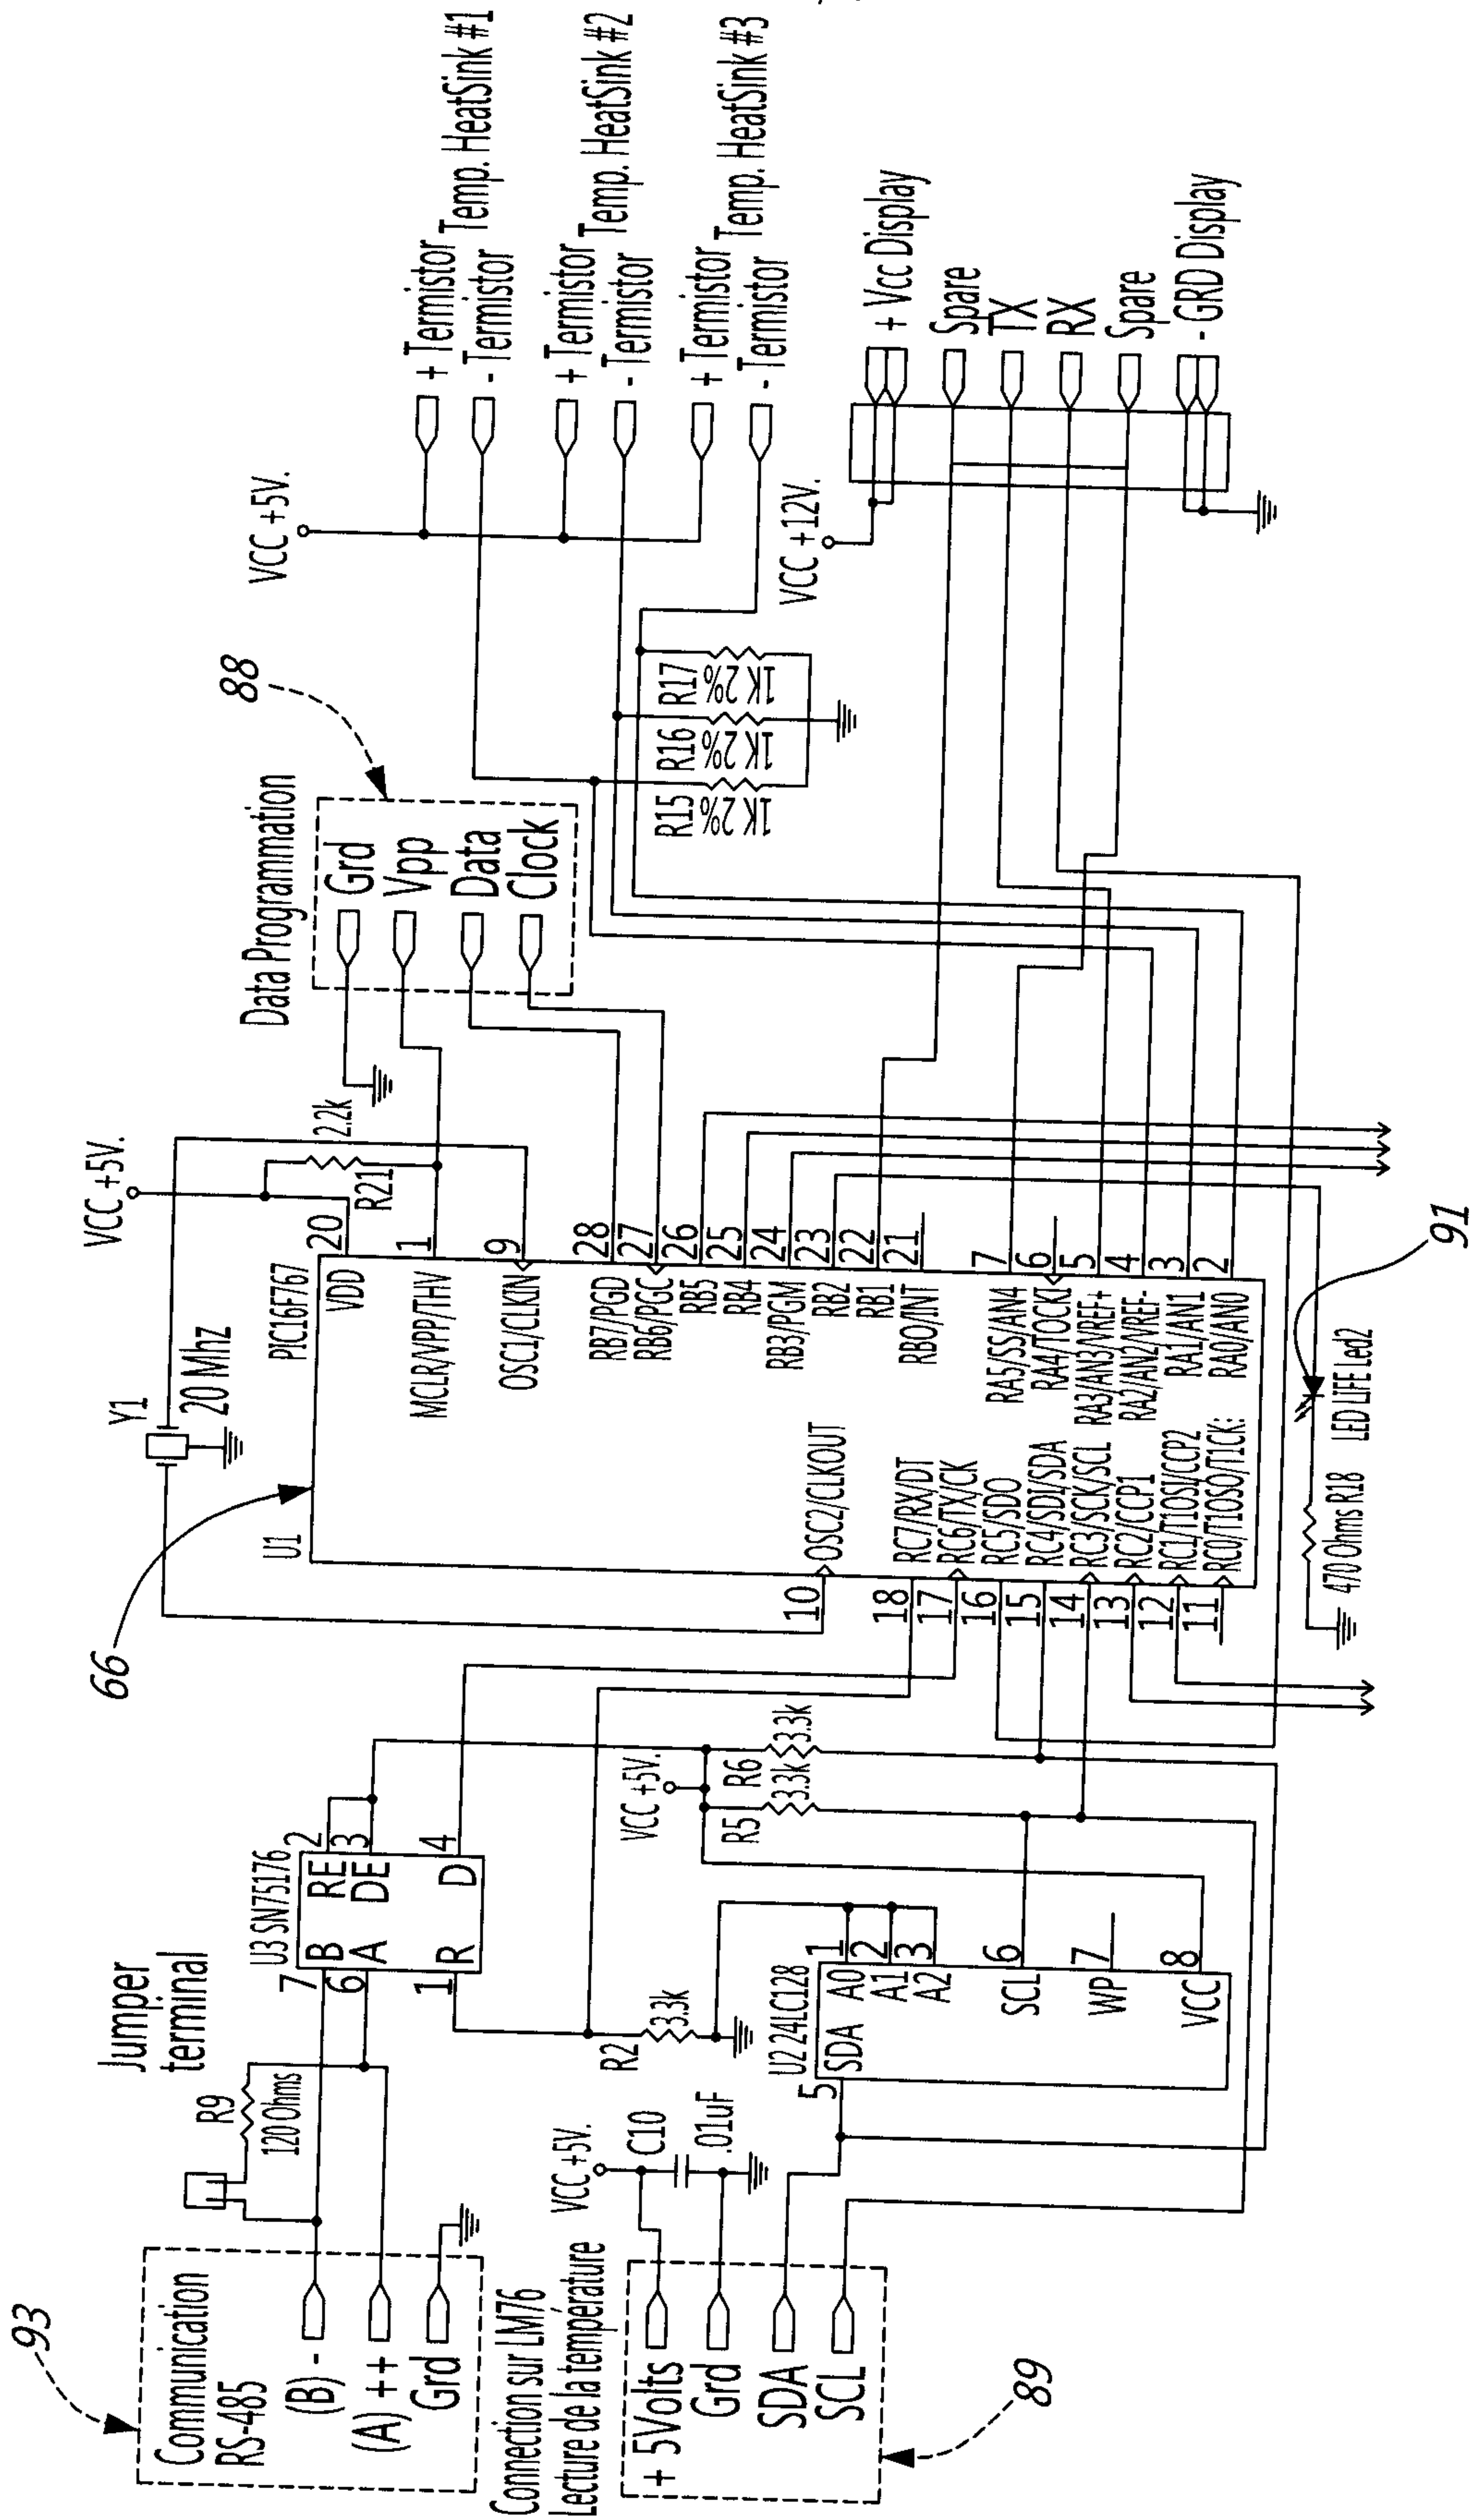 93
Communication
RS-485
(B) -
(A) ++
Grd
Jumper
terminal
R9
120 Ohms
U3 SN75176
7
B
RE
2
6
A
DE
3
1
R
D
4
Connection sur LM76
Lecture de la température
+ 5Volts
Grd
SDA
SCL
89
VCC +5V.
C10
.01uF
R2
3.3k
U2 24LC128
5
SDA
A0
1
A1
2
A2
3
SCL
6
WP
7
VCC
8
VCC +5V.
R5
3.3k
R6
3.3k
66
Y1
20 Mhz
VCC +5V.
R21
2.2k
U1
PIC16F767
VDD
20
MCLR/VPP/THV
1
OSC1/CLKIN
9
RB7/PGD
28
RB6/PGC
27
RB5
26
RB4
25
RB3/PGM
24
RB2
23
RB1
22
RBO/INT
21
RA5/SS/AN4
7
RA4/TOCKI
6
RA3/AN3/VREF+
5
RA2/AN2/VREF-
4
RA1/AN1
3
RA0/AN0
2
10
OSC2/CLKOUT
18
RC7/RX/DT
17
RC6/TX/CK
16
RC5/SDO
15
RC4/SDI/SDA
14
RC3/SCK/SCL
13
RC2/CCP1
12
RC1/T1OSI/CCP2
11
RC0/T1OSO/T1CK:
470 Ohms R18
LED LIFE Led2
91
Data Programmation
88
Grd
Vpp
Data
Clock
R15
1K 2%
R16
1K 2%
R17
1K 2%
VCC +5V.
+ Termistor
Temp. HeatSink #1
- Termistor
+ Termistor
Temp. HeatSink #2
- Termistor
+ Termistor
Temp. HeatSink #3
- Termistor
VCC +12V.
+ Vcc Display
Spare
TX
RX
Spare
- GRD Display